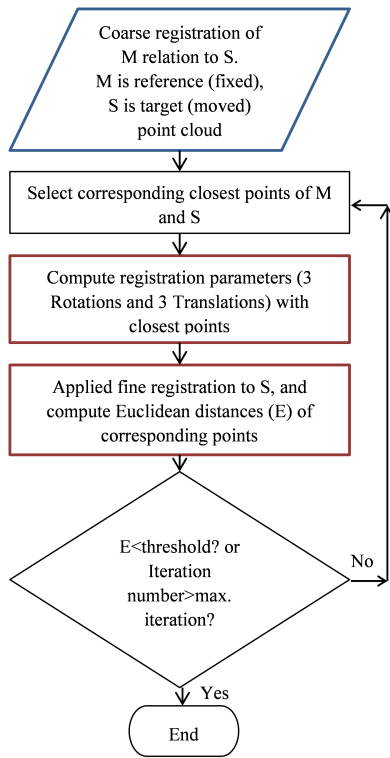 Coarse registration of
M relation to S.
M is reference (fixed),
S is target (moved)
point cloud
Select corresponding closest points of M
and S
Compute registration parameters (3
Rotations and 3 Translations) with
closest points
Applied fine registration to S, and
compute Euclidean distances (E) of
corresponding points
E<threshold? or
Iteration
number>max.
iteration?
No
Yes
End